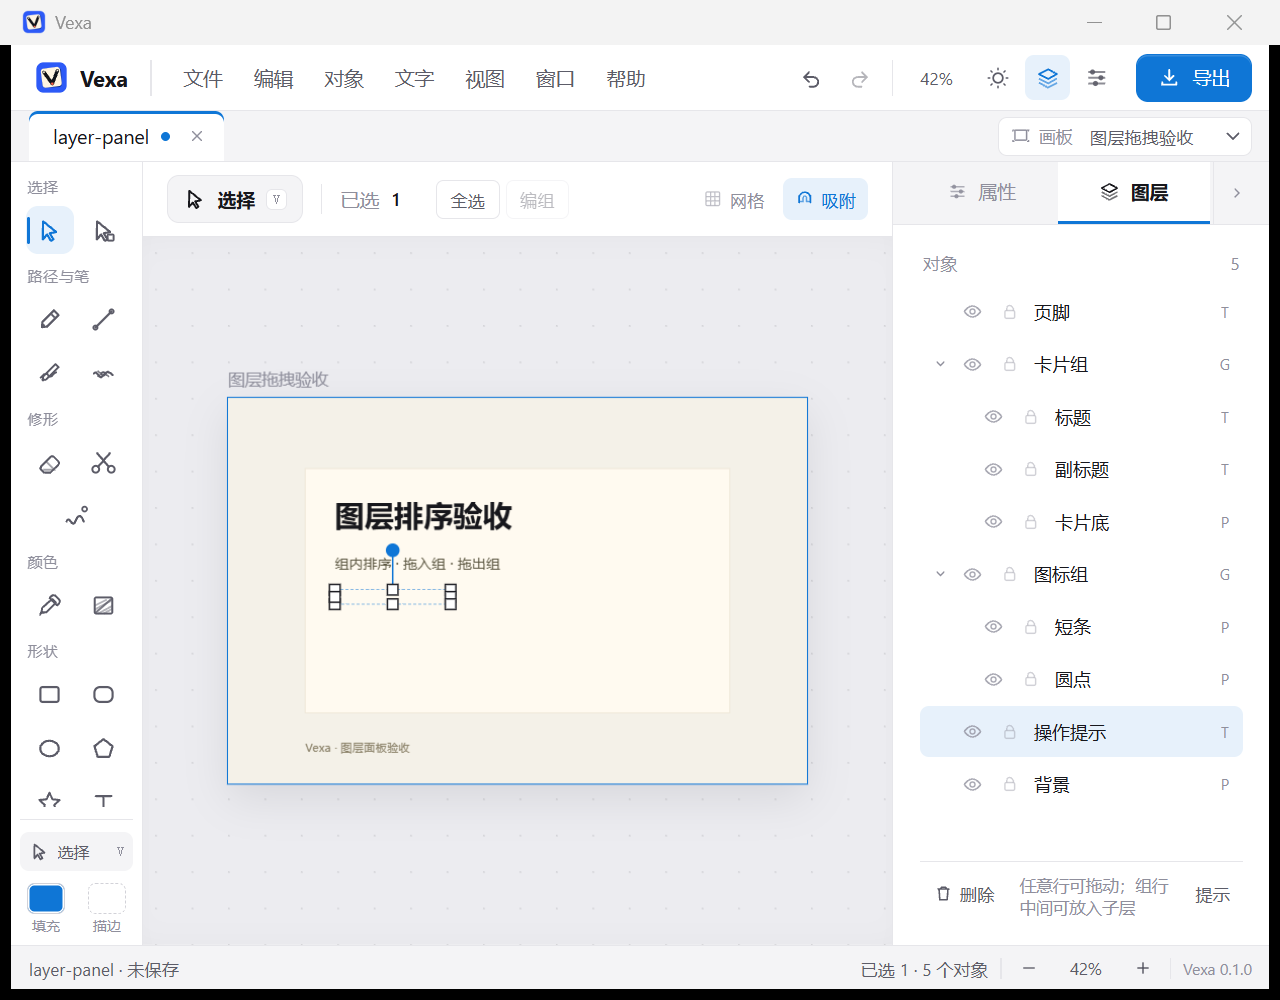 Vexa
Vexa 文件 编辑 对象 文字 视图 窗口 帮助 42% 导出
layer-panel 画板 图层拖拽验收
选择
选择 V 已选 1 全选 编组 网格 吸附 属性 图层
路径与笔
修形
颜色
形状
选择 V
填充 描边
图层拖拽验收
图层排序验收
组内排序 · 拖入组 · 拖出组
Vexa · 图层面板验收
对象 5
页脚 T
卡片组 G
标题 T
副标题 T
卡片底 P
图标组 G
短条 P
圆点 P
操作提示 T
背景 P
删除 任意行可拖动；组行 提示
中间可放入子层
layer-panel · 未保存 已选 1 · 5 个对象 42% Vexa 0.1.0